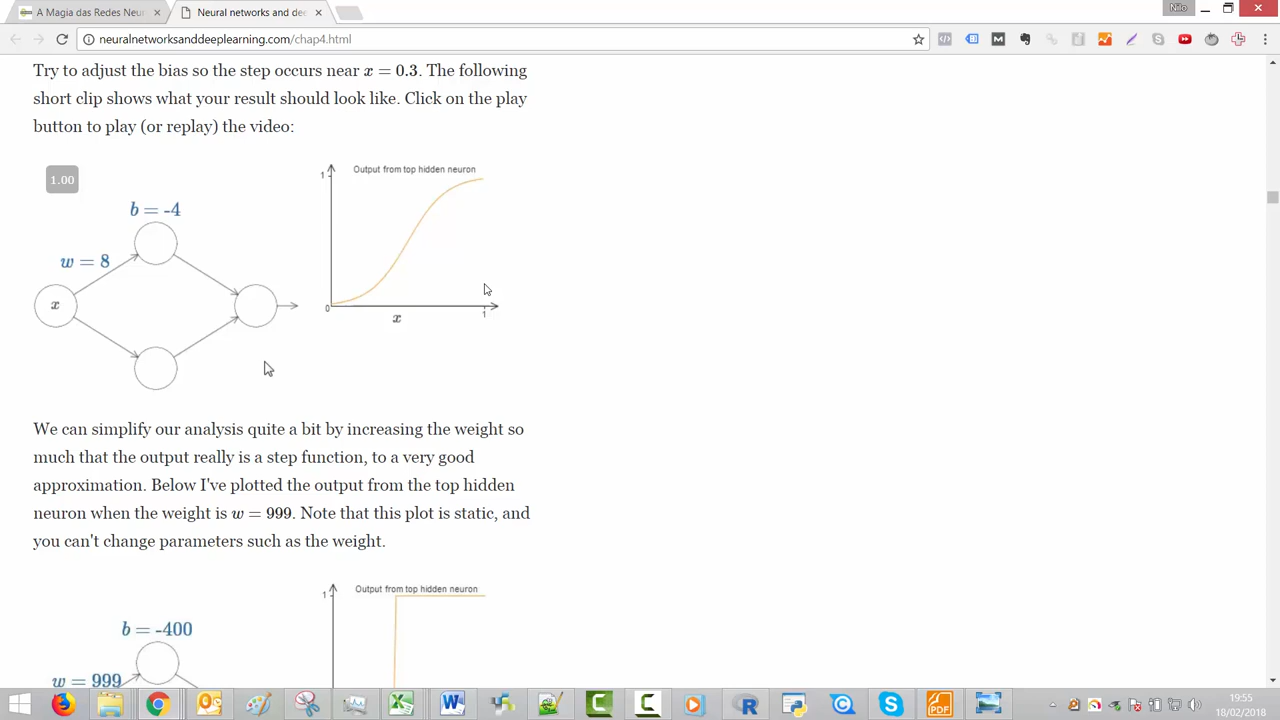 A Magia das Redes Neur
Neural networks and dee
Nilo
neuralnetworksanddeeplearning.com/chap4.html
Try to adjust the bias so the step occurs near x = 0.3. The following
short clip shows what your result should look like. Click on the play
button to play (or replay) the video:
1.00
b = -4
w = 8
x
Output from top hidden neuron
1
0
x
1
We can simplify our analysis quite a bit by increasing the weight so
much that the output really is a step function, to a very good
approximation. Below I've plotted the output from the top hidden
neuron when the weight is w = 999. Note that this plot is static, and
you can't change parameters such as the weight.
b = -400
w = 999
Output from top hidden neuron
1
19:55
18/02/2018